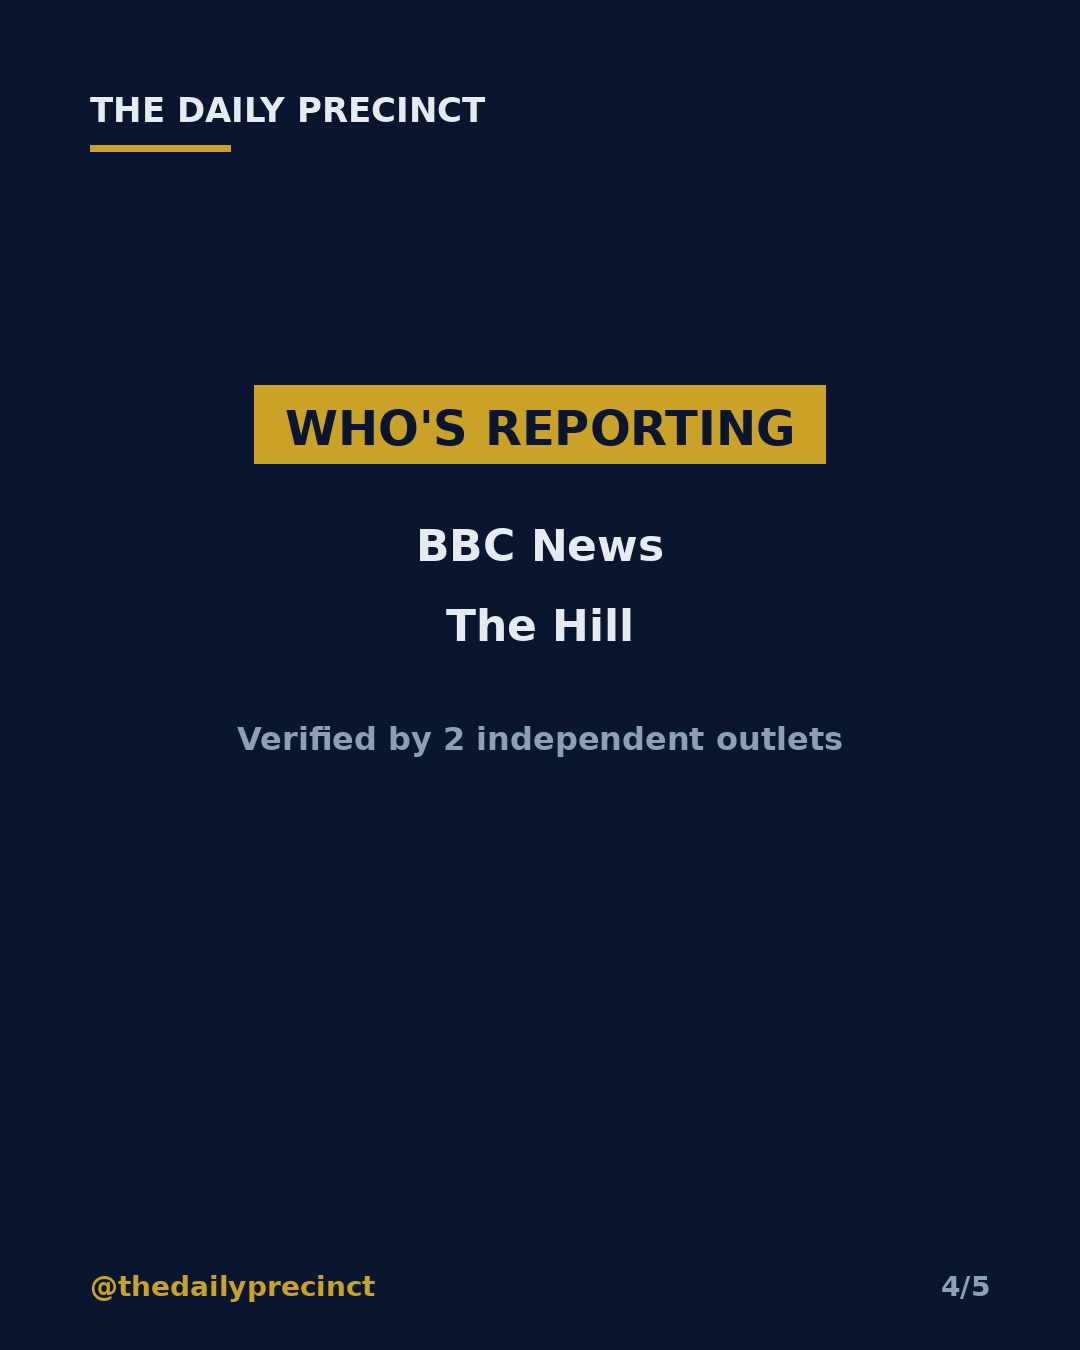 THE DAILY PRECINCT
WHO'S REPORTING
BBC News
The Hill
Verified by 2 independent outlets
@thedailyprecinct
4/5